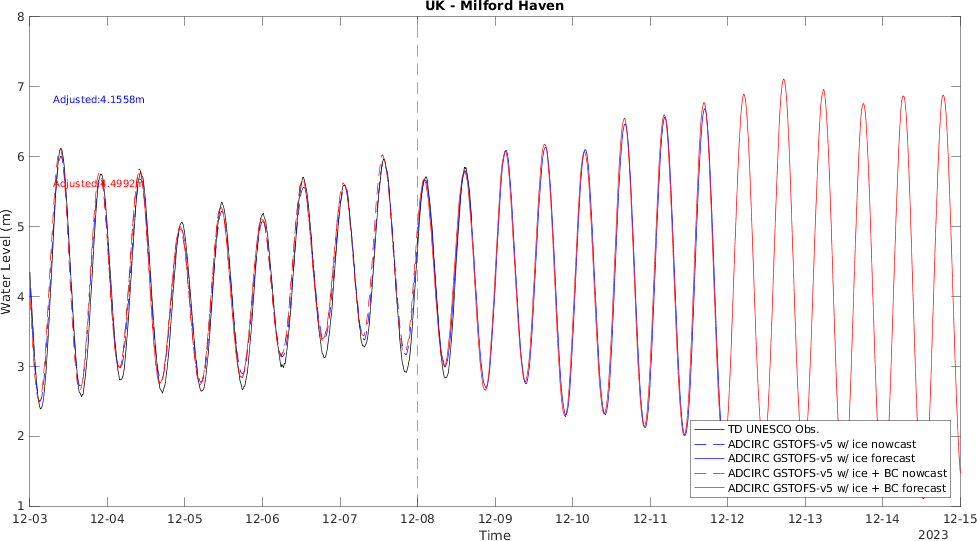 UK - Milford Haven
8
7
6
5
4
3
2
1
Water Level (m)
Adjusted:4.1558m
Adjusted:4.4992m
TD UNESCO Obs.
ADCIRC GSTOFS-v5 w/ ice nowcast
ADCIRC GSTOFS-v5 w/ ice forecast
ADCIRC GSTOFS-v5 w/ ice + BC nowcast
ADCIRC GSTOFS-v5 w/ ice + BC forecast
12-03 12-04 12-05 12-06 12-07 12-08 12-09 12-10 12-11 12-12 12-13 12-14 12-15
Time
2023